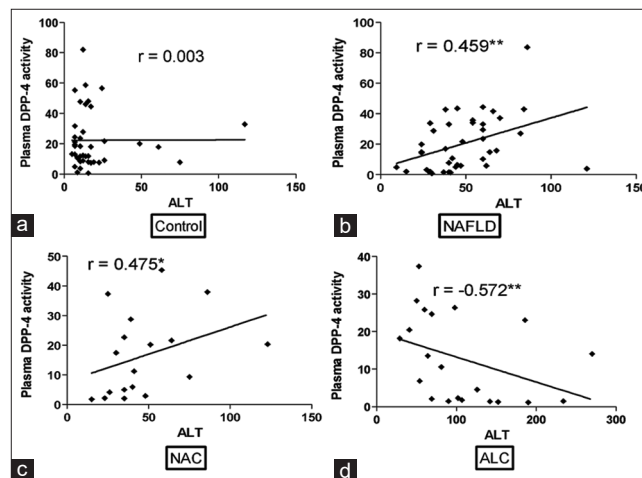 Plasma DPP-4 activity
100
80
60
40
20
0
r = 0.003
0
50
100
150
ALT
a
Control
Plasma DPP-4 activity
100
80
60
40
20
0
r = 0.459**
0
50
100
150
ALT
b
NAFLD
Plasma DPP-4 activity
50
40
30
20
10
0
r = 0.475*
0
50
100
150
ALT
c
NAC
Plasma DPP-4 activity
40
30
20
10
0
r = -0.572**
0
100
200
300
ALT
d
ALC